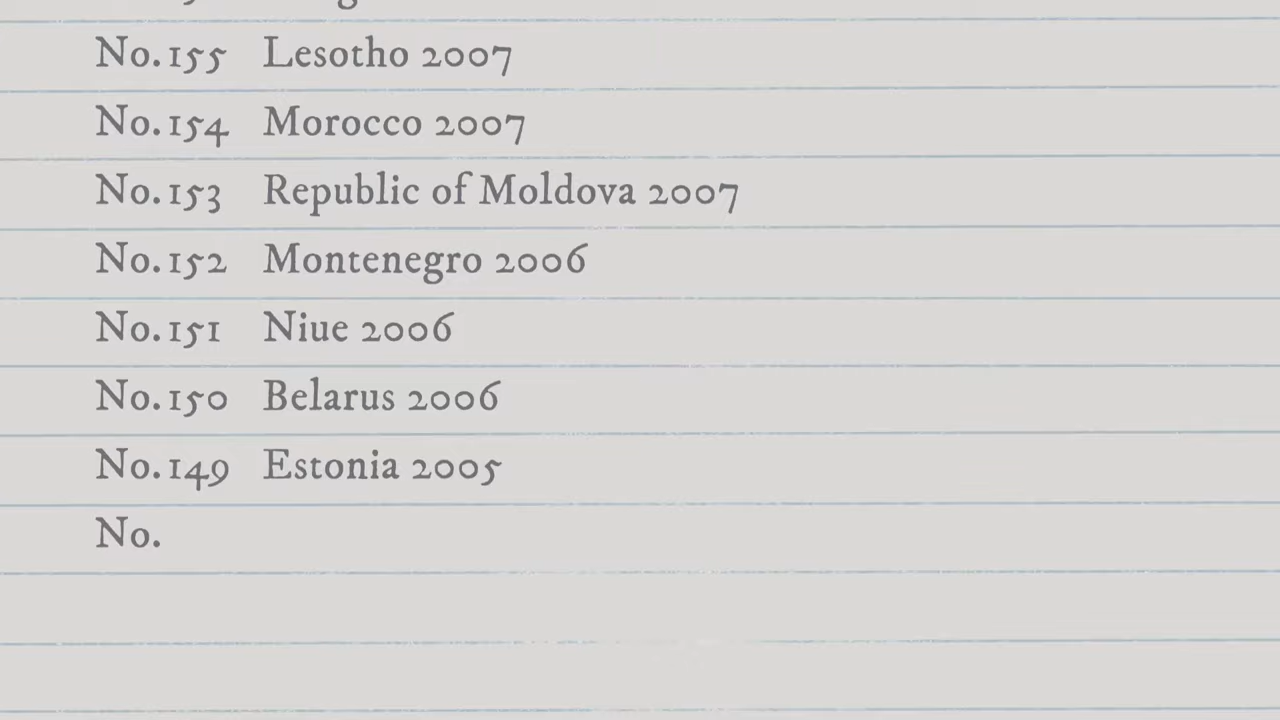 No. 155 Lesotho 2007
No. 154 Morocco 2007
No. 153 Republic of Moldova 2007
No. 152 Montenegro 2006
No. 151 Niue 2006
No. 150 Belarus 2006
No. 149 Estonia 2005
No.